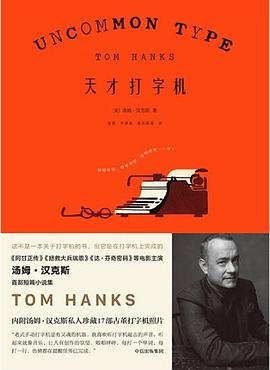 UNCOMMON TYPE
TOM HANKS
天才打字机
[美] 汤姆·汉克斯 著
这不是一本关于打字机的书,但它是在打字机上完成的
《阿甘正传》《拯救大兵瑞恩》《达·芬奇密码》等电影主演
汤姆·汉克斯
首部短篇小说集
TOM HANKS
内附汤姆·汉克斯私人珍藏17部古董打字机照片
中信出版集团